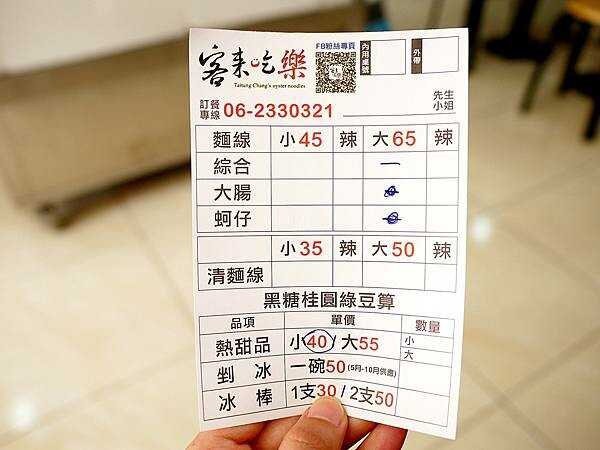 FB粉絲專頁
客来吃樂
Taitung Chang's oyster noodles
內用桌號
外帶
訂餐專線 06-2330321 先生 小姐
麵線 小45 辣 大65 辣
綜合 一
大腸
蚵仔
小35 辣 大50 辣
清麵線
黑糖桂圓綠豆算
品項 單價 數量
熱甜品 小40/大55 小
大
剉冰 一碗50(5月-10月供應)
冰棒 1支30/2支50